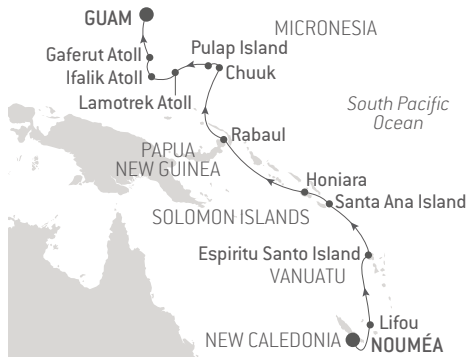 GUAM
MICRONESIA
Pulap Island
Gaferut Atoll
Ifalik Atoll
Chuuk
Lamotrek Atoll
South Pacific
Ocean
Rabaul
PAPUA
NEW GUINEA
Honiara
Santa Ana Island
SOLOMON ISLANDS
Espiritu Santo Island
VANUATU
Lifou
NEW CALEDONIA
NOUMÉA